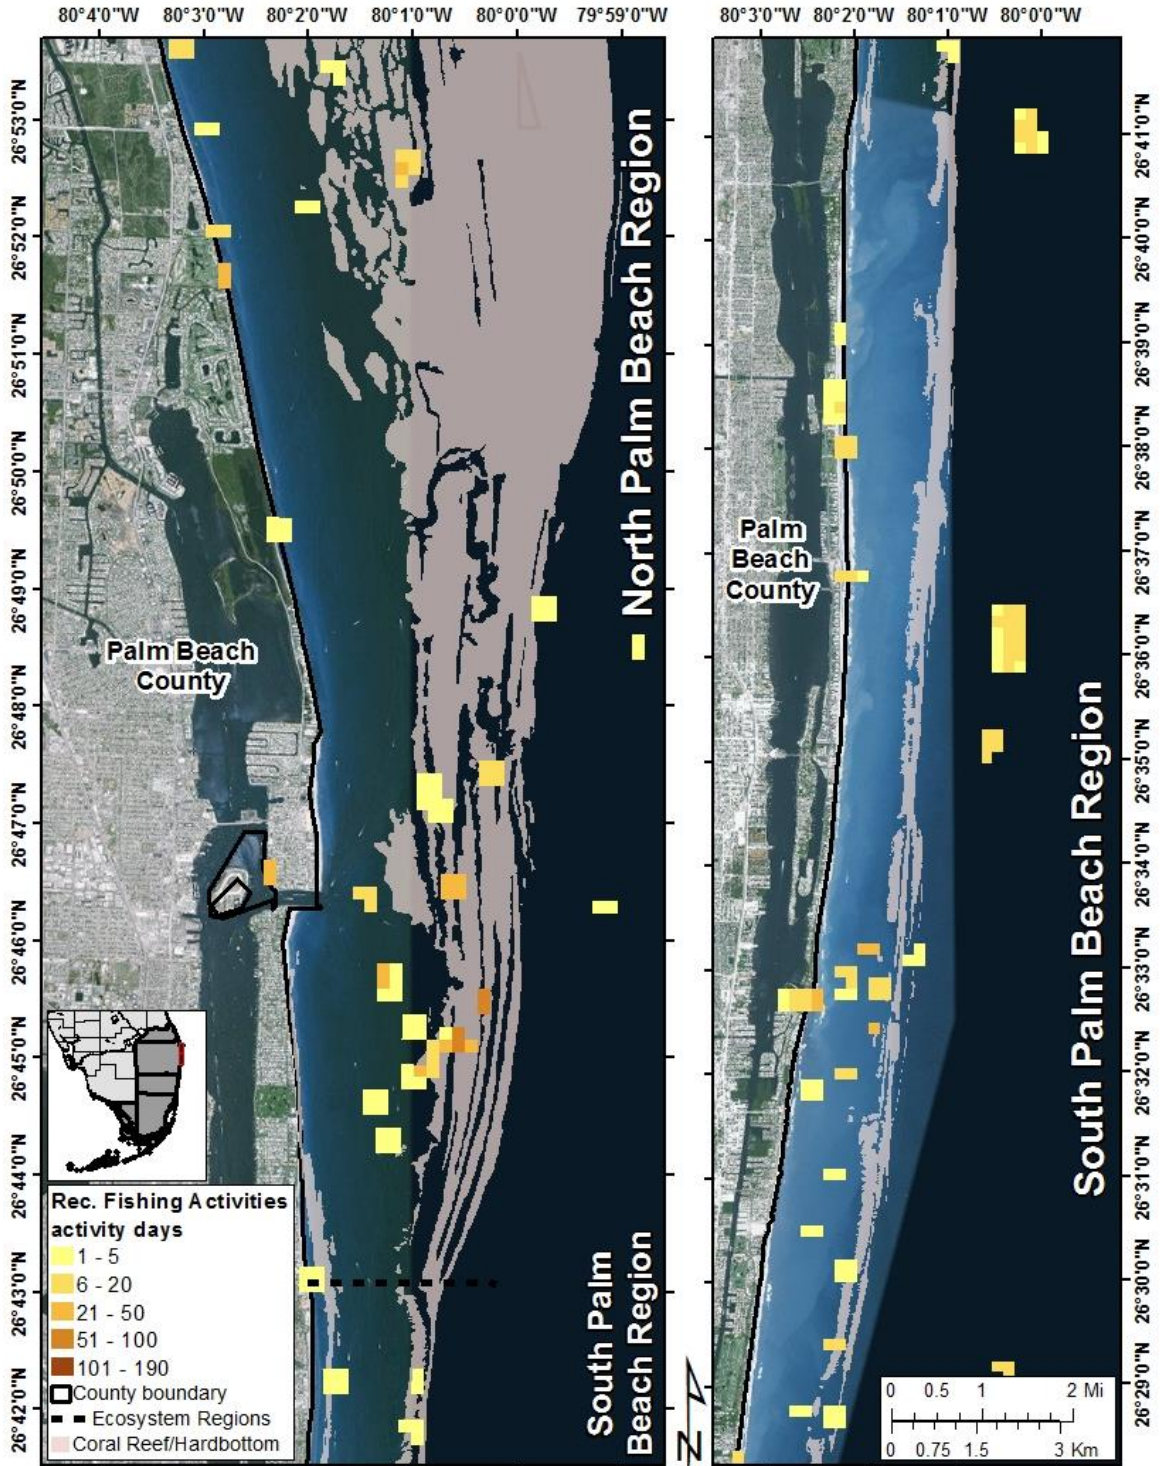 80°4'0"W 80°3'0"W 80°2'0"W 80°1'0"W 80°0'0"W 79°59'0"W
80°3'0"W 80°2'0"W 80°1'0"W 80°0'0"W
26°53'0"N
26°52'0"N
26°51'0"N
26°50'0"N
26°49'0"N
26°48'0"N
26°47'0"N
26°46'0"N
26°45'0"N
26°44'0"N
26°43'0"N
26°42'0"N
North Palm Beach Region
Palm Beach
County
South Palm
Beach Region
Rec. Fishing Activities
activity days
1 - 5
6 - 20
21 - 50
51 - 100
101 - 190
County boundary
Ecosystem Regions
Coral Reef/Hardbottom
Palm
Beach
County
South Palm Beach Region
26°41'0"N
26°40'0"N
26°39'0"N
26°38'0"N
26°37'0"N
26°36'0"N
26°35'0"N
26°34'0"N
26°33'0"N
26°32'0"N
26°31'0"N
26°30'0"N
26°29'0"N
N
0 0.5 1 2 Mi
0 0.75 1.5 3 Km